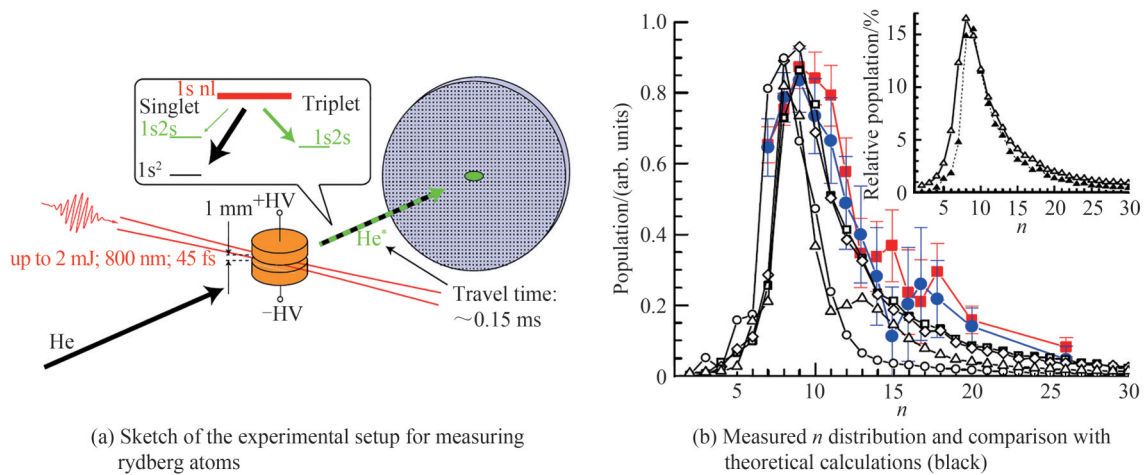 1s nl
Singlet
Triplet
1s2s
1s2s
1s²
1 mm
+HV
He*
up to 2 mJ; 800 nm; 45 fs
−HV
Travel time:
~0.15 ms
He
(a) Sketch of the experimental setup for measuring
rydberg atoms
Population/(arb. units)
1.0
0.8
0.6
0.4
0.2
0
5
10
15
20
25
30
n
Relative population/%
15
10
5
0
5
10
15
20
25
30
n
(b) Measured n distribution and comparison with
theoretical calculations (black)